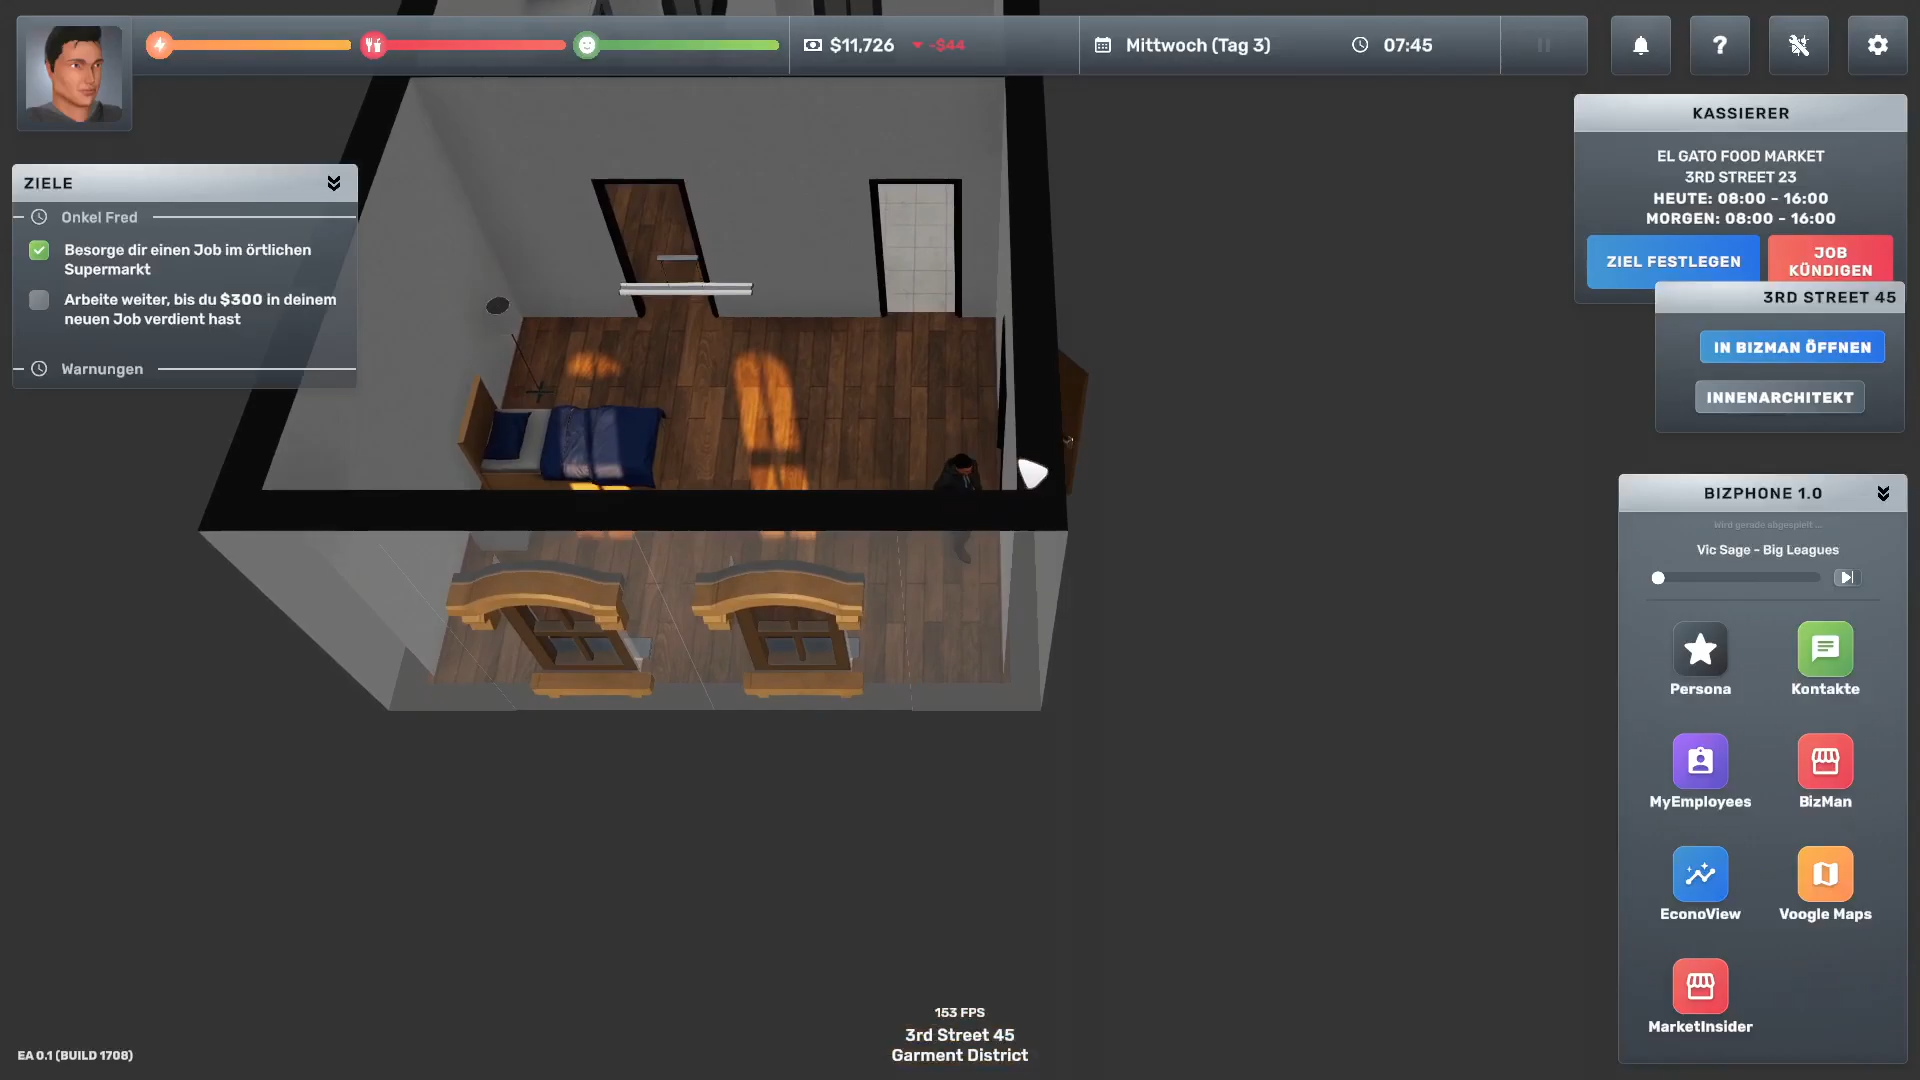 $11,726
-$44
Mittwoch (Tag 3)
07:45
?
ZIELE
Onkel Fred
Besorge dir einen Job im örtlichen
Supermarkt
Arbeite weiter, bis du $300 in deinem
neuen Job verdient hast
Warnungen
KASSIERER
EL GATO FOOD MARKET
3RD STREET 23
HEUTE: 08:00 - 16:00
MORGEN: 08:00 - 16:00
ZIEL FESTLEGEN
JOB
KÜNDIGEN
3RD STREET 45
IN BIZMAN ÖFFNEN
INNENARCHITEKT
BIZPHONE 1.0
Wird gerade abgespielt ...
Vic Sage - Big Leagues
Persona
Kontakte
MyEmployees
BizMan
EconoView
Voogle Maps
MarketInsider
153 FPS
3rd Street 45
Garment District
EA 0.1 (BUILD 1708)